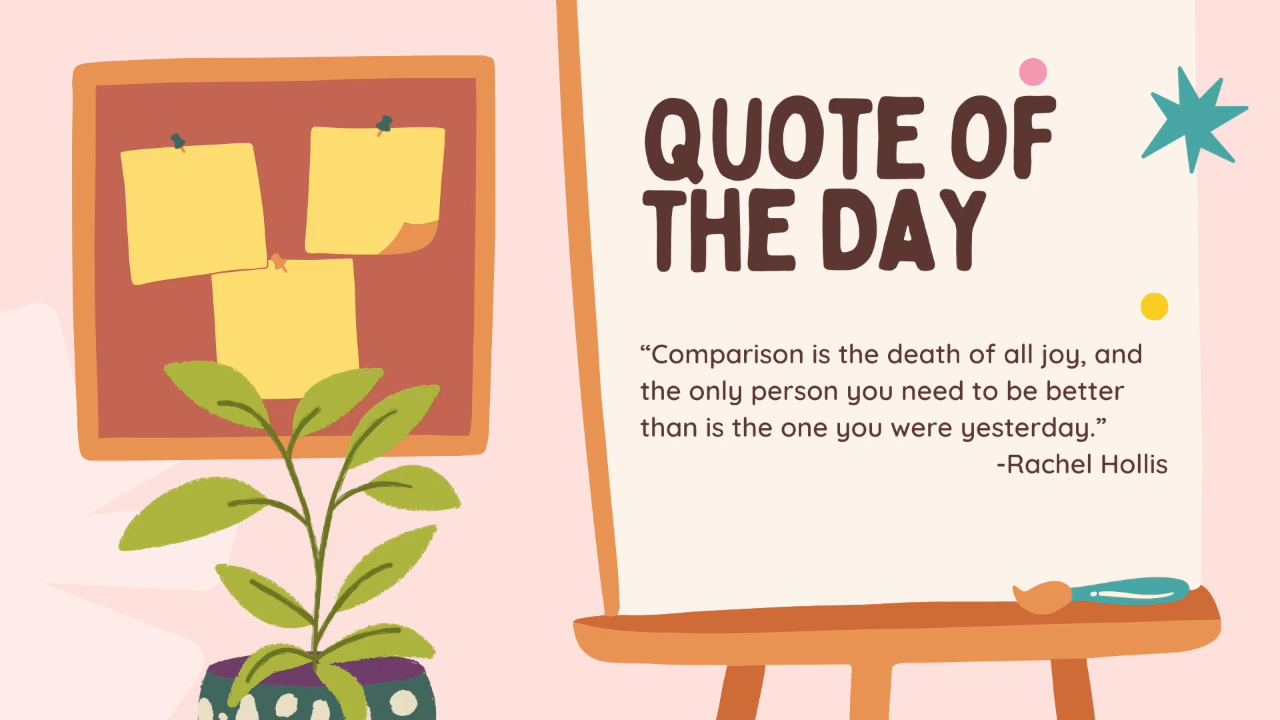 QUOTE OF
THE DAY
“Comparison is the death of all joy, and
the only person you need to be better
than is the one you were yesterday.”
-Rachel Hollis